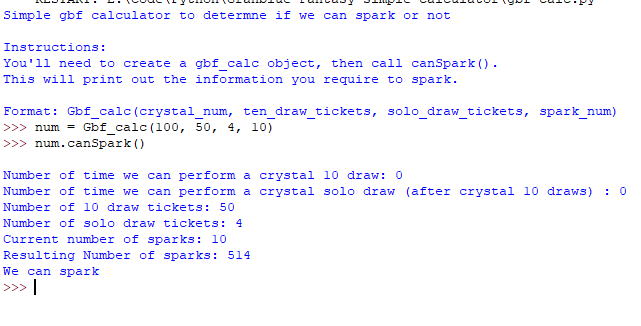 Simple gbf calculator to determne if we can spark or not
Instructions:
You'll need to create a gbf_calc object, then call canSpark().
This will print out the information you require to spark.
Format: Gbf_calc(crystal_num, ten_draw_tickets, solo_draw_tickets, spark_num)
>>> num = Gbf_calc(100, 50, 4, 10)
>>> num.canSpark()
Number of time we can perform a crystal 10 draw: 0
Number of time we can perform a crystal solo draw (after crystal 10 draws) : 0
Number of 10 draw tickets: 50
Number of solo draw tickets: 4
Current number of sparks: 10
Resulting Number of sparks: 514
We can spark
>>>